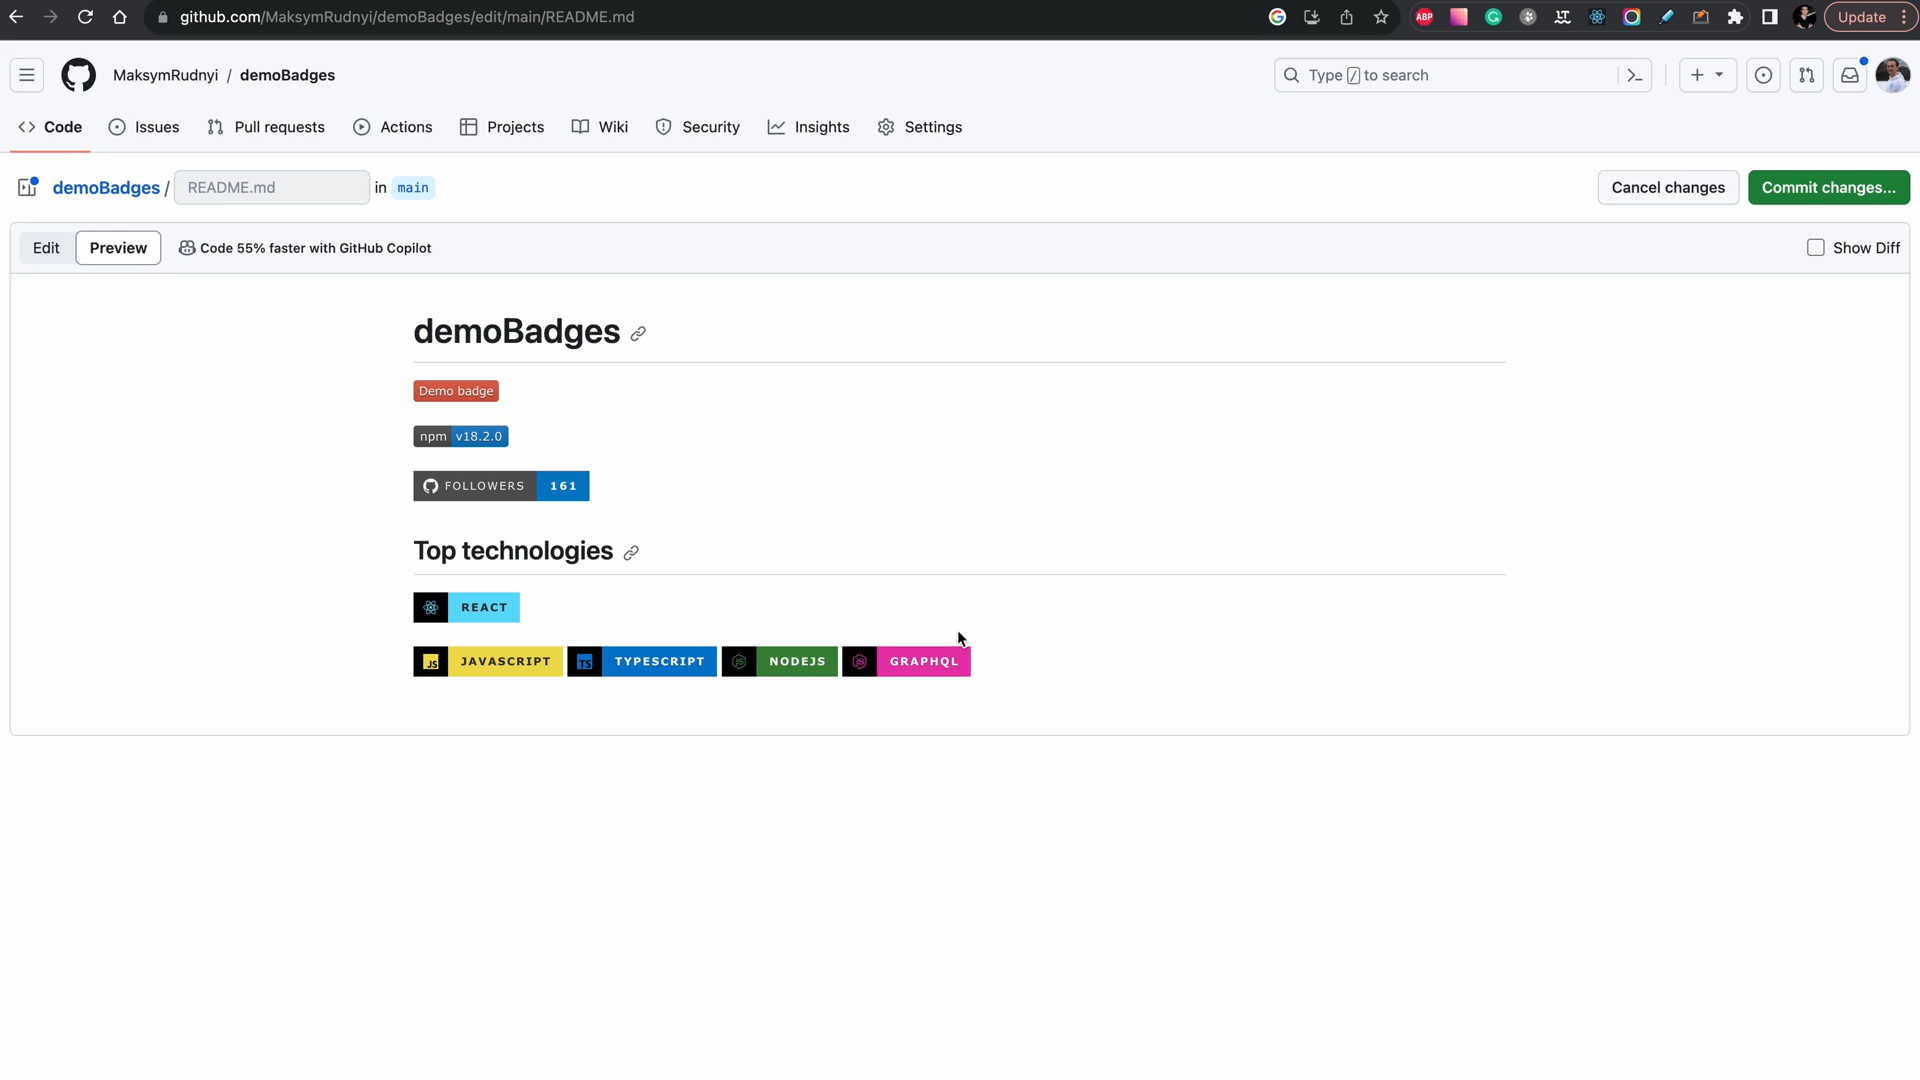 github.com/MaksymRudnyi/demoBadges/edit/main/README.md
ABP
Update
MaksymRudnyi / demoBadges
Type / to search
Code Issues Pull requests Actions Projects Wiki Security Insights Settings
demoBadges / README.md in main
Cancel changes Commit changes...
Edit Preview Code 55% faster with GitHub Copilot
Show Diff
demoBadges
Demo badge
npm v18.2.0
FOLLOWERS 161
Top technologies
REACT
JS JAVASCRIPT TS TYPESCRIPT JS NODEJS JS GRAPHQL